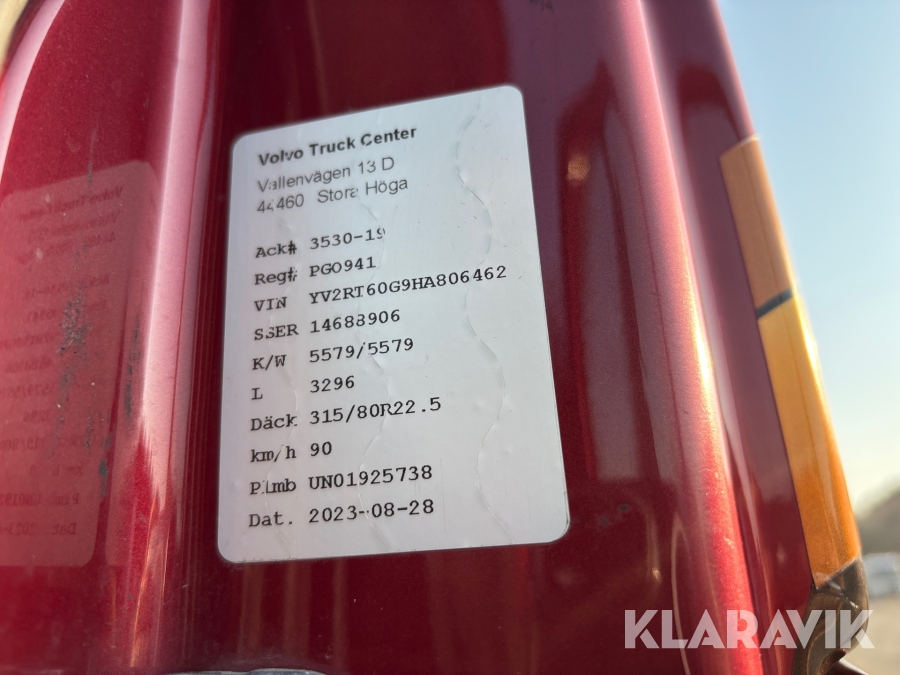 Volvo Truck Center
Vallenvägen 13 D
44460 Stora Höga
Ack# 3530-19
Reg# PGO941
VIN YV2RT60G9HA806462
SSER 14688906
K/W 5579/5579
L 3296
Däck 315/80R22.5
km/h 90
Plmb UN01925738
Dat. 2023-08-28
KLARAVIK